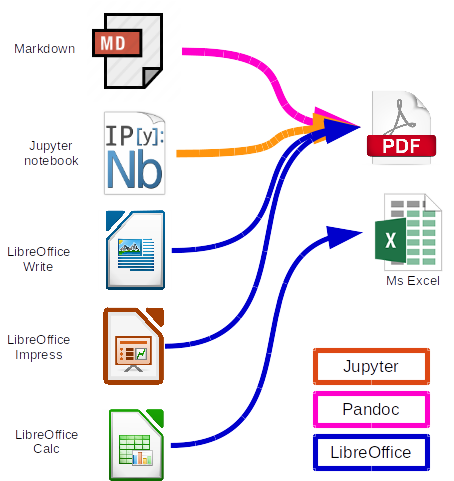 Markdown
MD
Jupyter
notebook
IP[y]:
Nb
LibreOffice
Write
LibreOffice
Impress
LibreOffice
Calc
PDF
X
Ms Excel
Jupyter
Pandoc
LibreOffice